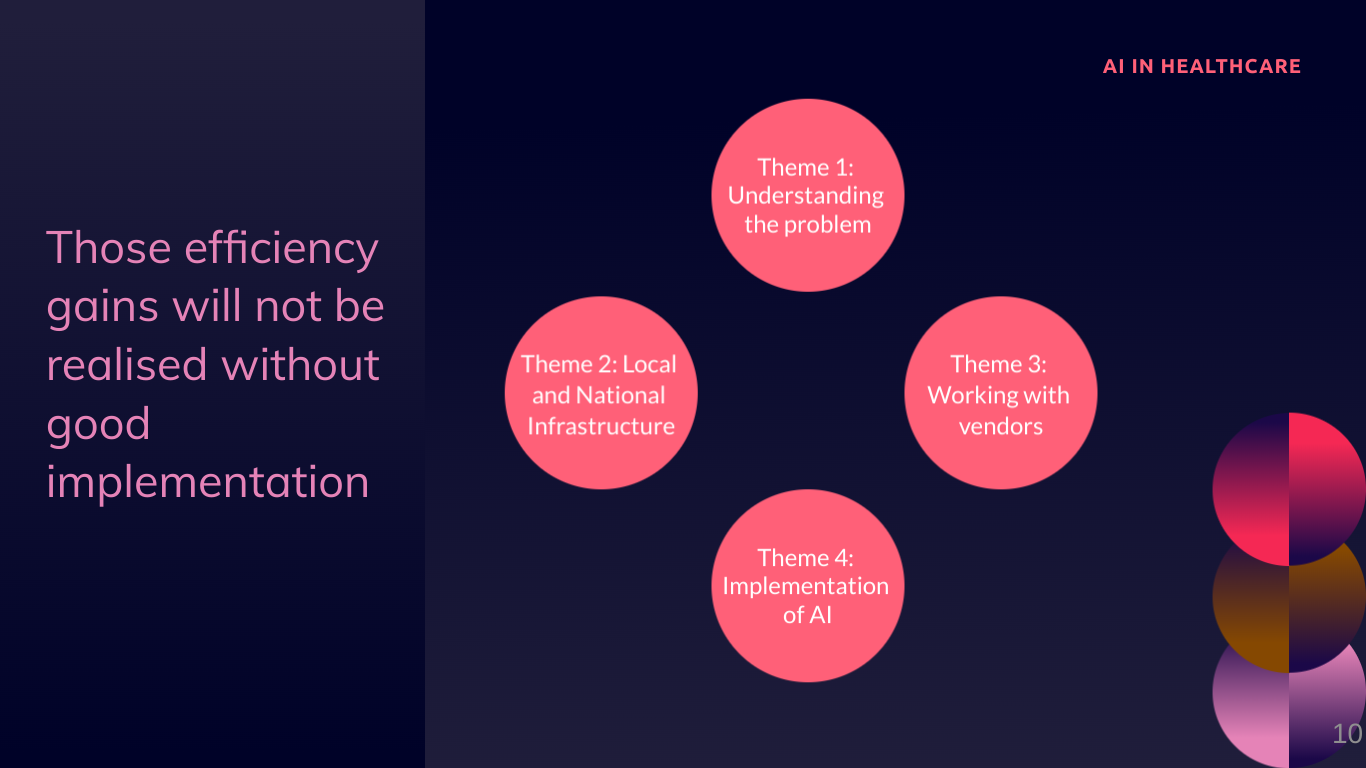 AI IN HEALTHCARE
Those efficiency
gains will not be
realised without
good
implementation
Theme 1:
Understanding
the problem
Theme 2: Local
and National
Infrastructure
Theme 3:
Working with
vendors
Theme 4:
Implementation
of AI
10